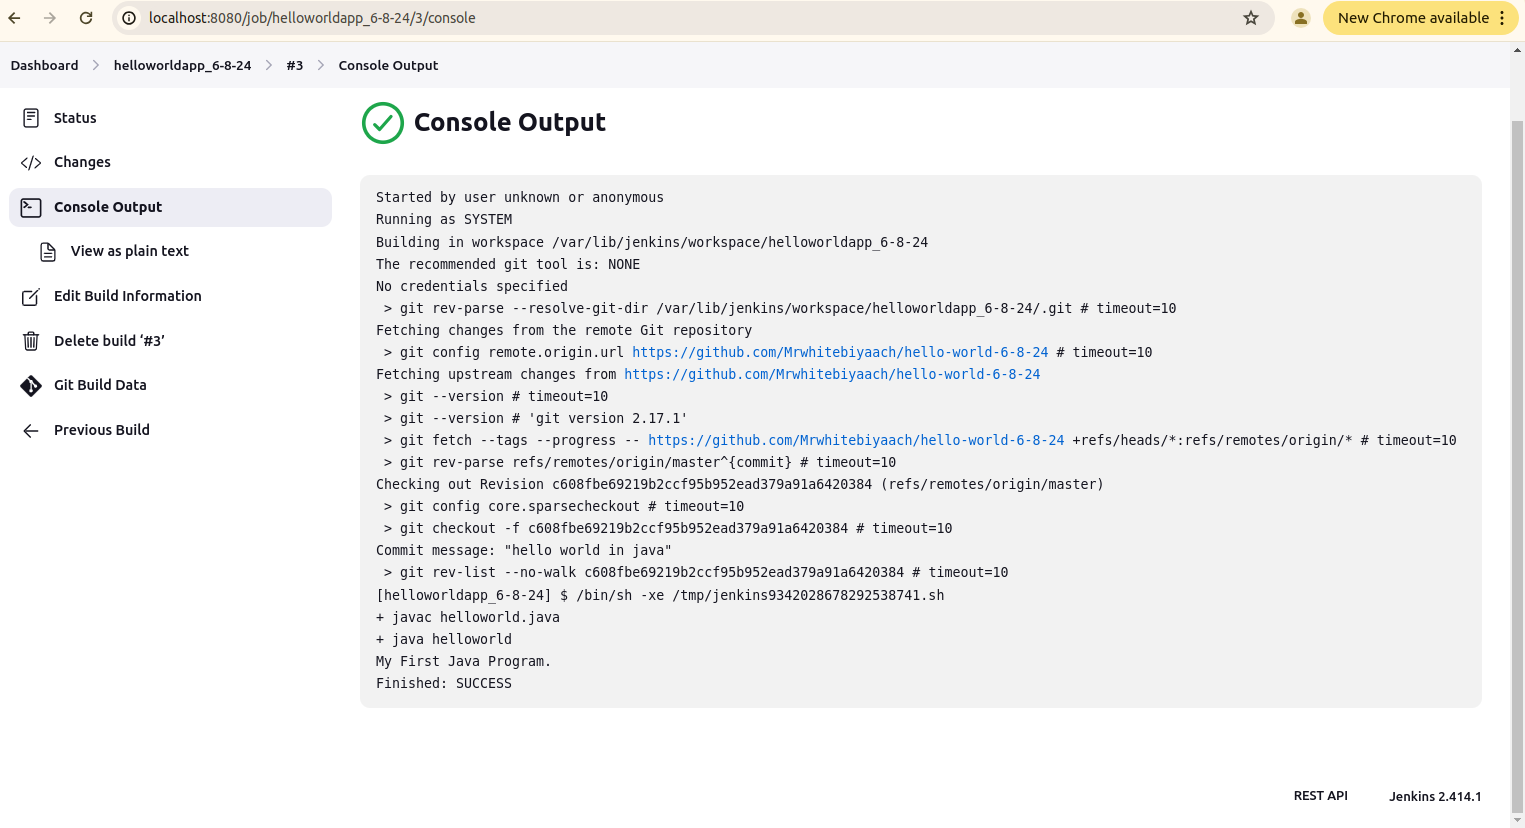 localhost:8080/job/helloworldapp_6-8-24/3/console
New Chrome available
Dashboard
helloworldapp_6-8-24
#3
Console Output
Status
Changes
Console Output
View as plain text
Edit Build Information
Delete build ‘#3’
Git Build Data
Previous Build
Console Output
Started by user unknown or anonymous
Running as SYSTEM
Building in workspace /var/lib/jenkins/workspace/helloworldapp_6-8-24
The recommended git tool is: NONE
No credentials specified
> git rev-parse --resolve-git-dir /var/lib/jenkins/workspace/helloworldapp_6-8-24/.git # timeout=10
Fetching changes from the remote Git repository
> git config remote.origin.url https://github.com/Mrwhitebiyaach/hello-world-6-8-24 # timeout=10
Fetching upstream changes from https://github.com/Mrwhitebiyaach/hello-world-6-8-24
> git --version # timeout=10
> git --version # 'git version 2.17.1'
> git fetch --tags --progress -- https://github.com/Mrwhitebiyaach/hello-world-6-8-24 +refs/heads/*:refs/remotes/origin/* # timeout=10
> git rev-parse refs/remotes/origin/master^{commit} # timeout=10
Checking out Revision c608fbe69219b2ccf95b952ead379a91a6420384 (refs/remotes/origin/master)
> git config core.sparsecheckout # timeout=10
> git checkout -f c608fbe69219b2ccf95b952ead379a91a6420384 # timeout=10
Commit message: "hello world in java"
> git rev-list --no-walk c608fbe69219b2ccf95b952ead379a91a6420384 # timeout=10
[helloworldapp_6-8-24] $ /bin/sh -xe /tmp/jenkins9342028678292538741.sh
+ javac helloworld.java
+ java helloworld
My First Java Program.
Finished: SUCCESS
REST API
Jenkins 2.414.1